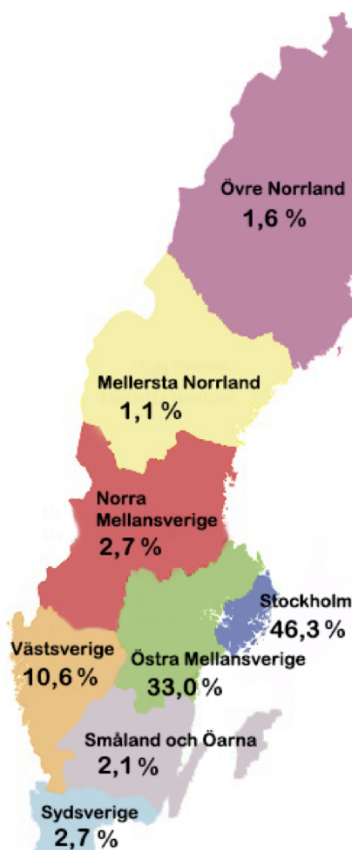 Övre Norrland
1,6 %
Mellersta Norrland
1,1 %
Norra
Mellansverige
2,7 %
Stockholm
46,3 %
Västsverige
10,6 %
Östra Mellansverige
33,0 %
Småland och Öarna
2,1 %
Sydsverige
2,7 %